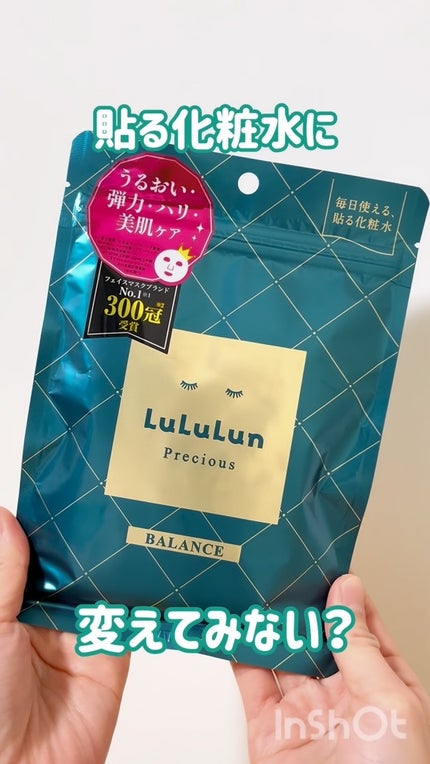 貼る化粧水に
うるおい・
弾力・ハリ・
美肌ケア
フェイスマスクブランド
No.1※1
300冠※2
受賞
毎日使える、
貼る化粧水
LuLuLun
Precious
BALANCE
変えてみない?
InShOt